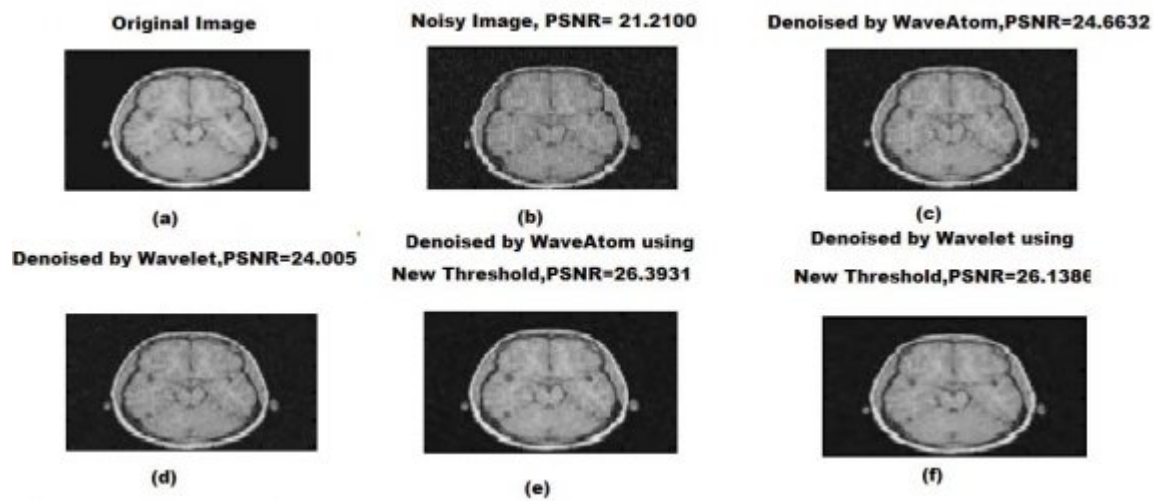 Original Image
Noisy Image, PSNR= 21.2100
Denoised by WaveAtom,PSNR=24.6632
(a)
(b)
(c)
Denoised by Wavelet,PSNR=24.005
Denoised by WaveAtom using
New Threshold,PSNR=26.3931
Denoised by Wavelet using
New Threshold,PSNR=26.1386
(d)
(e)
(f)